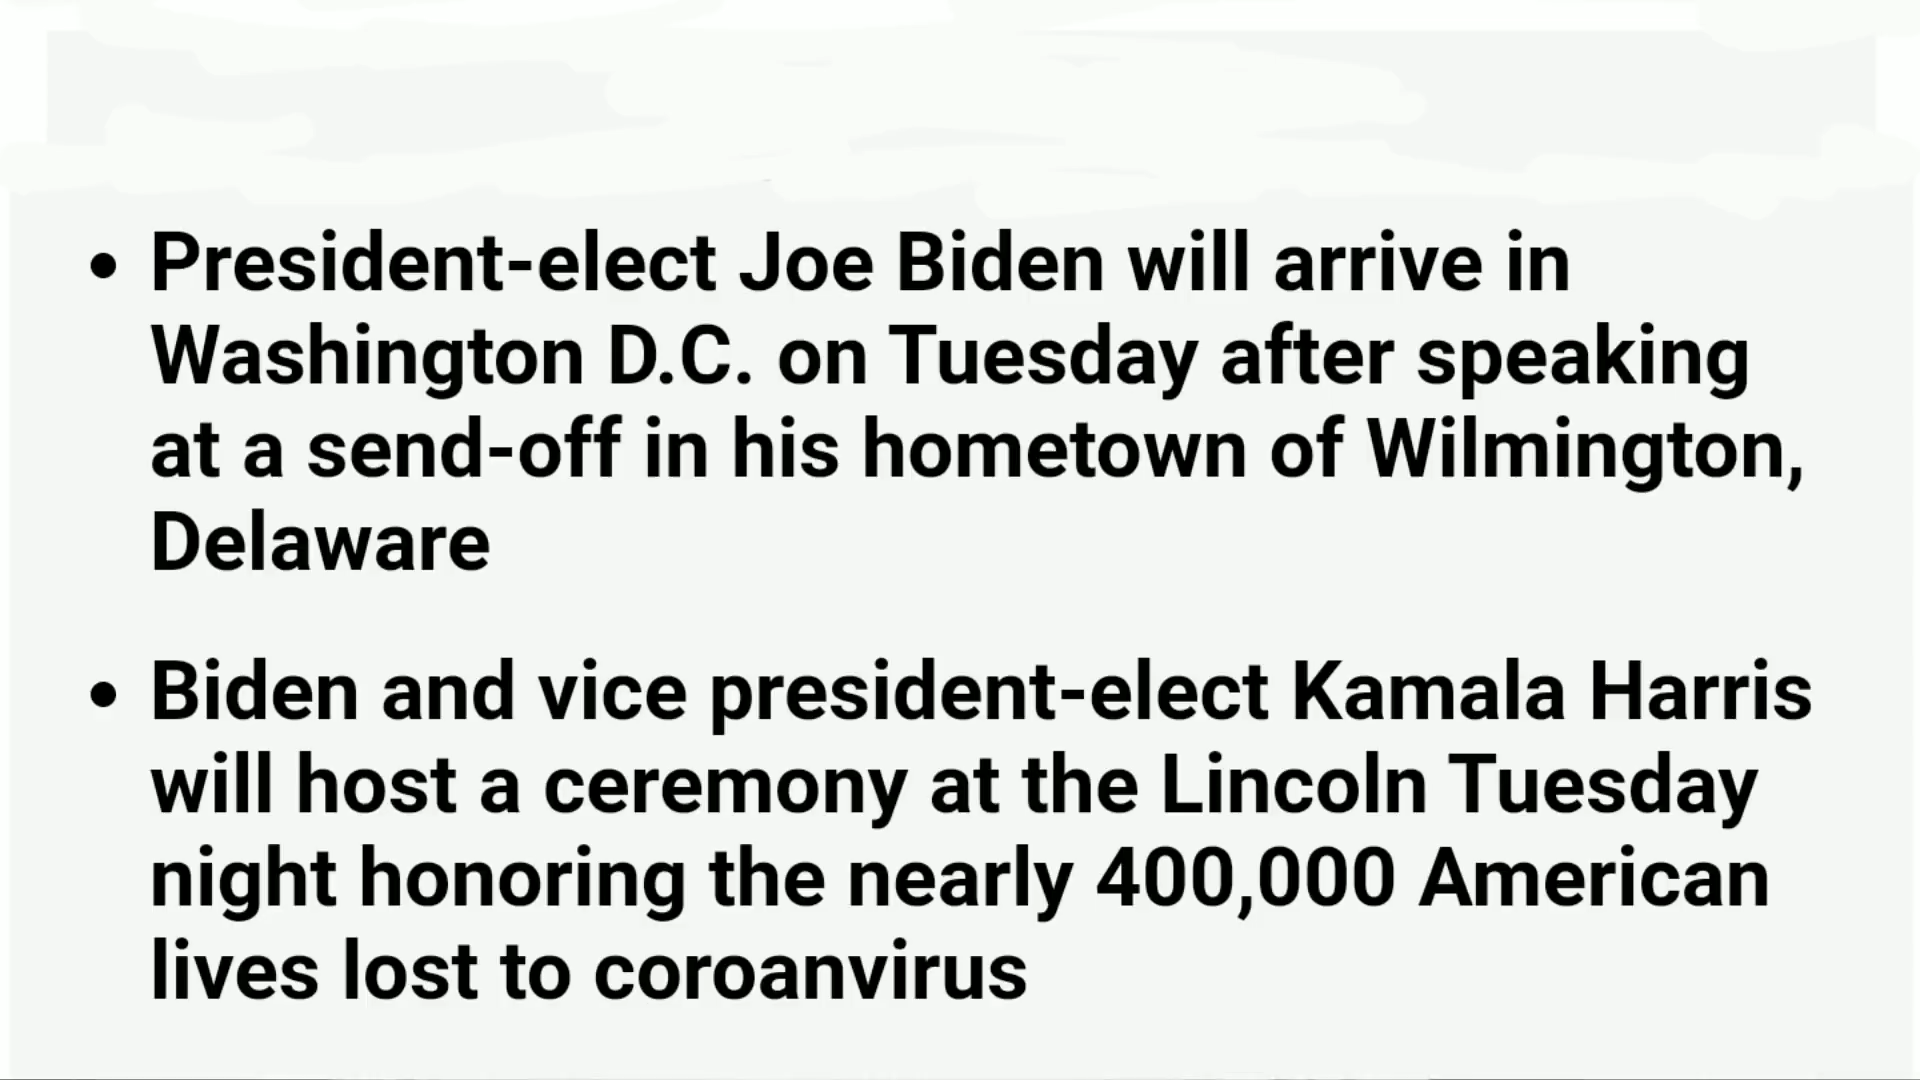 • President-elect Joe Biden will arrive in
Washington D.C. on Tuesday after speaking
at a send-off in his hometown of Wilmington,
Delaware
• Biden and vice president-elect Kamala Harris
will host a ceremony at the Lincoln Tuesday
night honoring the nearly 400,000 American
lives lost to coroanvirus